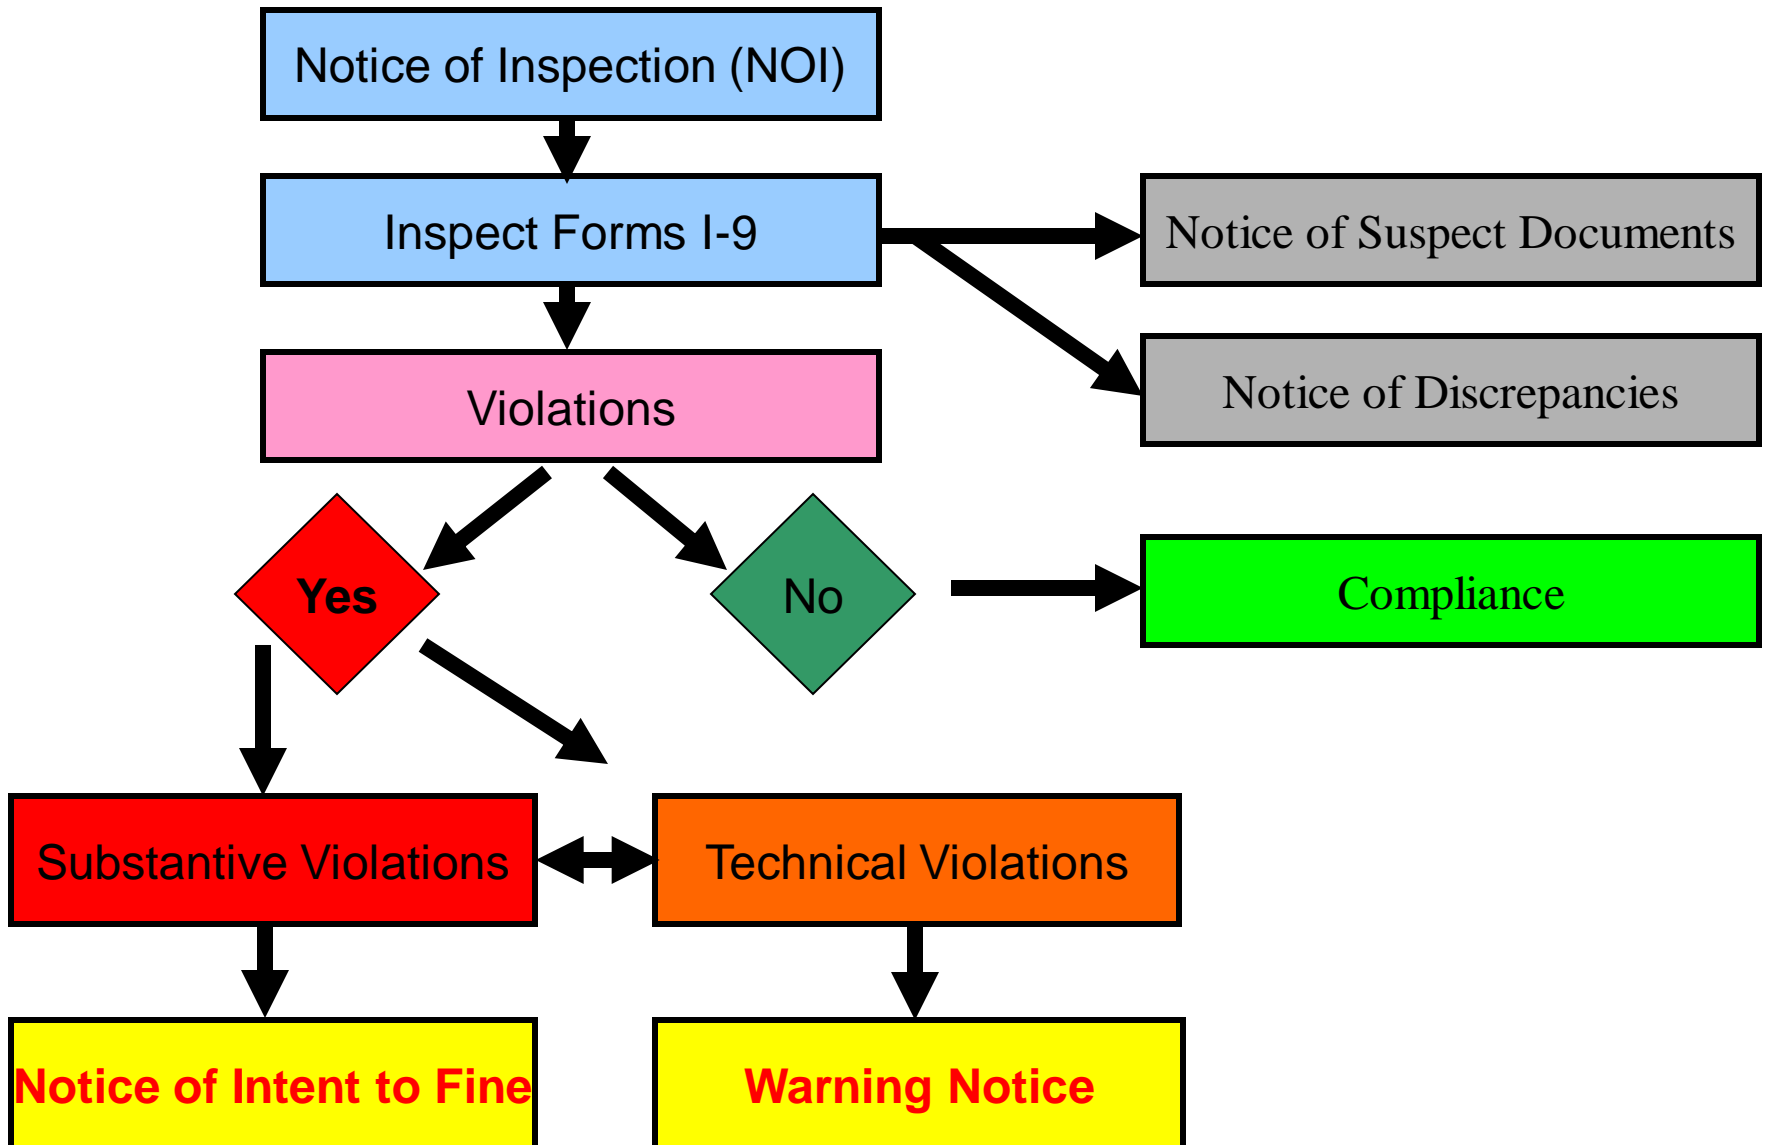 Notice of Inspection (NOI)
Inspect Forms I-9
Notice of Suspect Documents
Violations
Notice of Discrepancies
Yes
No
Compliance
Substantive Violations
Technical Violations
Notice of Intent to Fine
Warning Notice